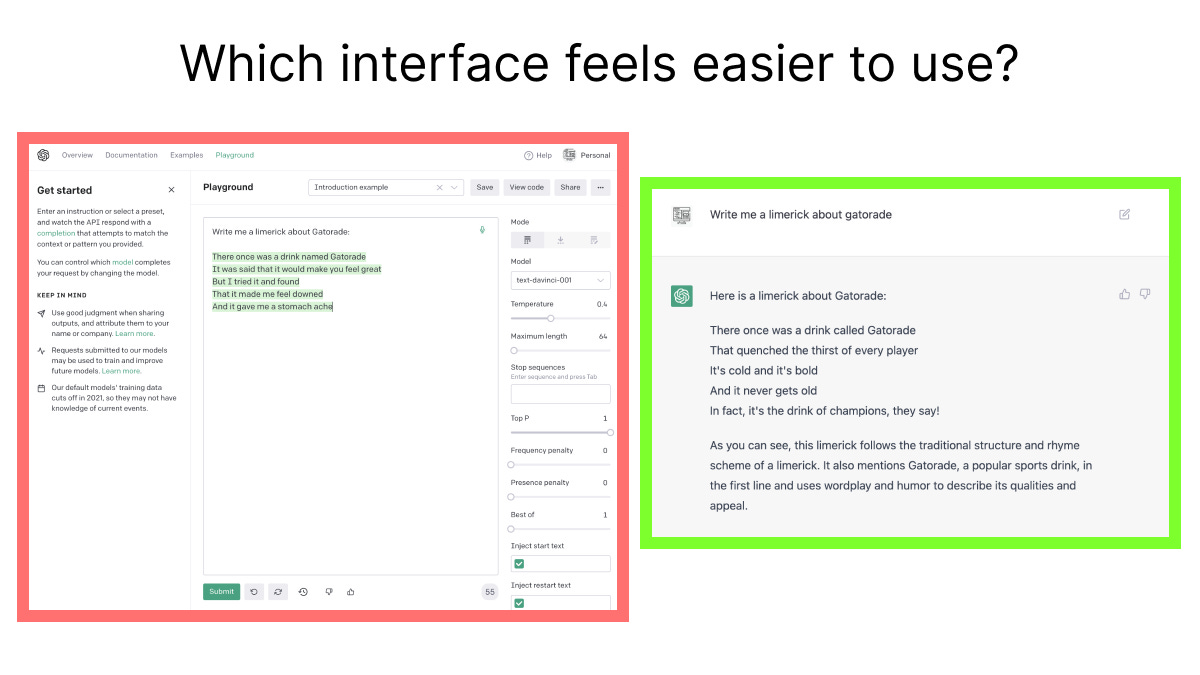 Which interface feels easier to use?
Overview Documentation Examples Playground
Help Personal
Get started
Enter an instruction or select a preset,
and watch the API respond with a
completion that attempts to match the
context or pattern you provided.
You can control which model completes
your request by changing the model.
KEEP IN MIND
Use good judgment when sharing
outputs, and attribute them to your
name or company. Learn more.
Requests submitted to our models
may be used to train and improve
future models. Learn more.
Our default models' training data
cuts off in 2021, so they may not have
knowledge of current events.
Playground
Introduction example
Save View code Share ...
Write me a limerick about Gatorade:
There once was a drink named Gatorade
It was said that it would make you feel great
But I tried it and found
That it made me feel downed
And it gave me a stomach ache
Submit
55
Mode
Model
text-davinci-001
Temperature 0.4
Maximum length 64
Stop sequences
Enter sequence and press Tab
Top P 1
Frequency penalty 0
Presence penalty 0
Best of 1
Inject start text
Inject restart text
Write me a limerick about gatorade
Here is a limerick about Gatorade:
There once was a drink called Gatorade
That quenched the thirst of every player
It's cold and it's bold
And it never gets old
In fact, it's the drink of champions, they say!
As you can see, this limerick follows the traditional structure and rhyme
scheme of a limerick. It also mentions Gatorade, a popular sports drink, in
the first line and uses wordplay and humor to describe its qualities and
appeal.